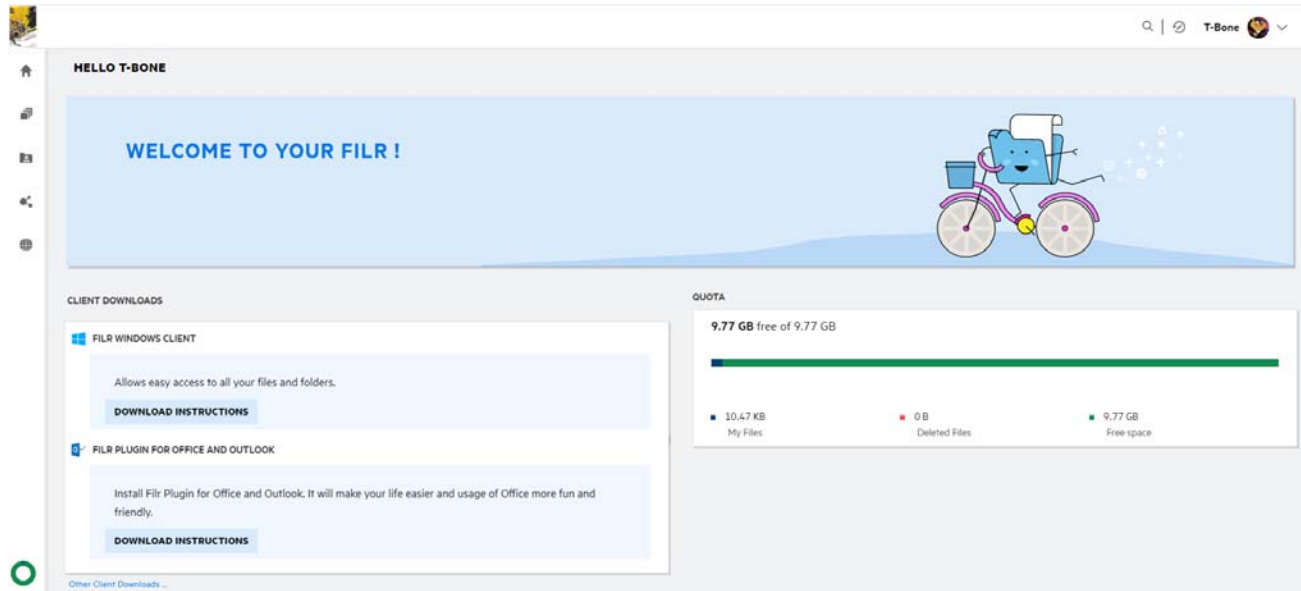 T-Bone
HELLO T-BONE
WELCOME TO YOUR FILR !
CLIENT DOWNLOADS
FILR WINDOWS CLIENT
Allows easy access to all your files and folders.
DOWNLOAD INSTRUCTIONS
FILR PLUGIN FOR OFFICE AND OUTLOOK
Install Filr Plugin for Office and Outlook. It will make your life easier and usage of Office more fun and
friendly.
DOWNLOAD INSTRUCTIONS
Other Client Downloads ...
QUOTA
9.77 GB free of 9.77 GB
10.47 KB
My Files
0 B
Deleted Files
9.77 GB
Free space